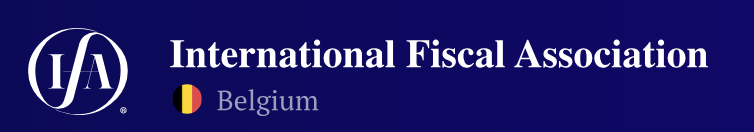 IFA®
International Fiscal Association
Belgium